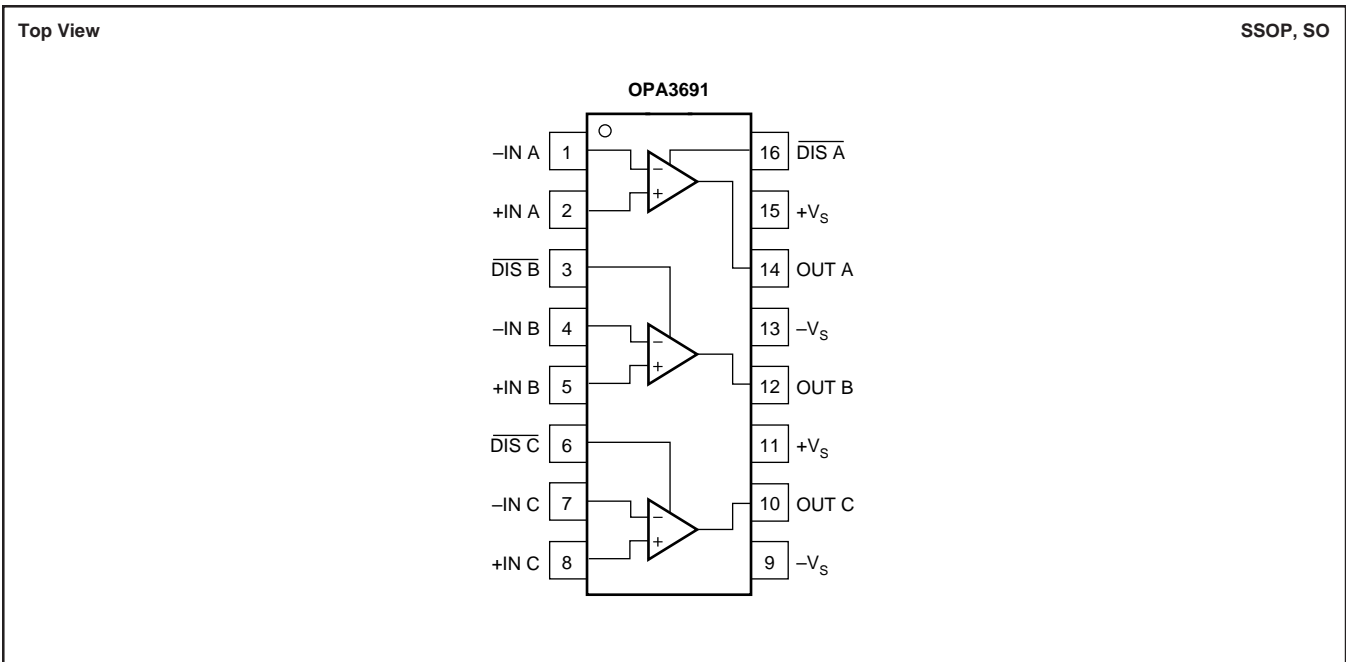 Top View SSOP, SO
OPA3691
–IN A 1 16 DIS A
+IN A 2 15 +VS
DIS B 3 14 OUT A
–IN B 4 13 –VS
+IN B 5 12 OUT B
DIS C 6 11 +VS
–IN C 7 10 OUT C
+IN C 8 9 –VS